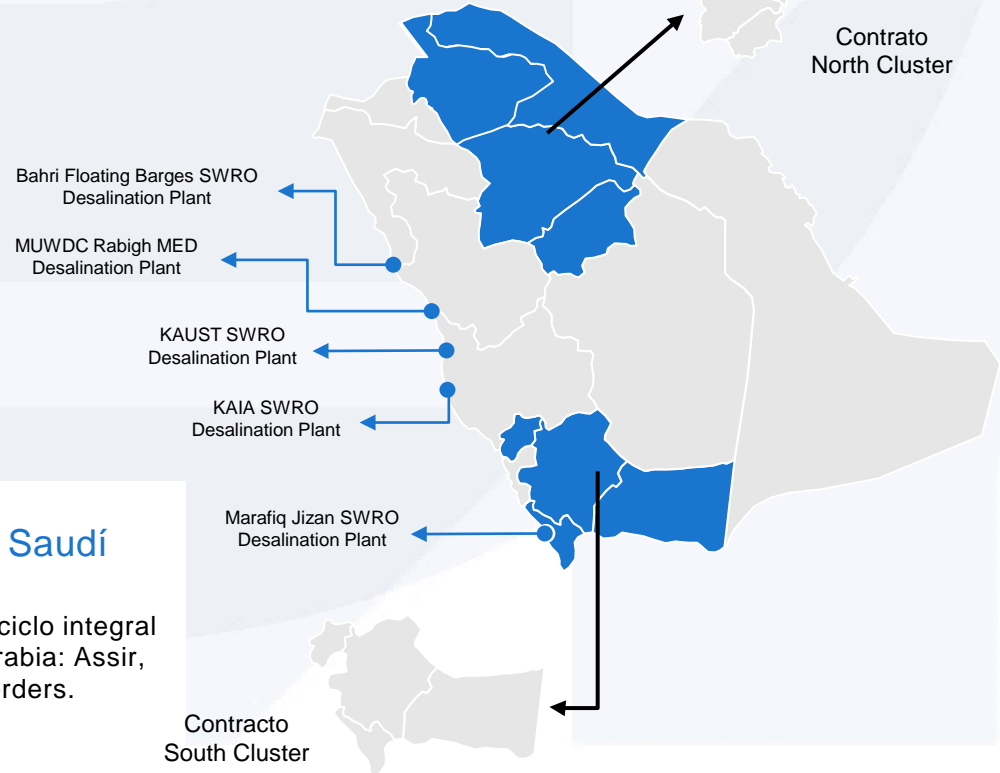 Contrato
North Cluster
Bahri Floating Barges SWRO
Desalination Plant
MUWDC Rabigh MED
Desalination Plant
KAUST SWRO
Desalination Plant
KAIA SWRO
Desalination Plant
Marafiq Jizan SWRO
Desalination Plant
Saudí
ciclo integral
rabia: Assir,
rders.
Contracto
South Cluster